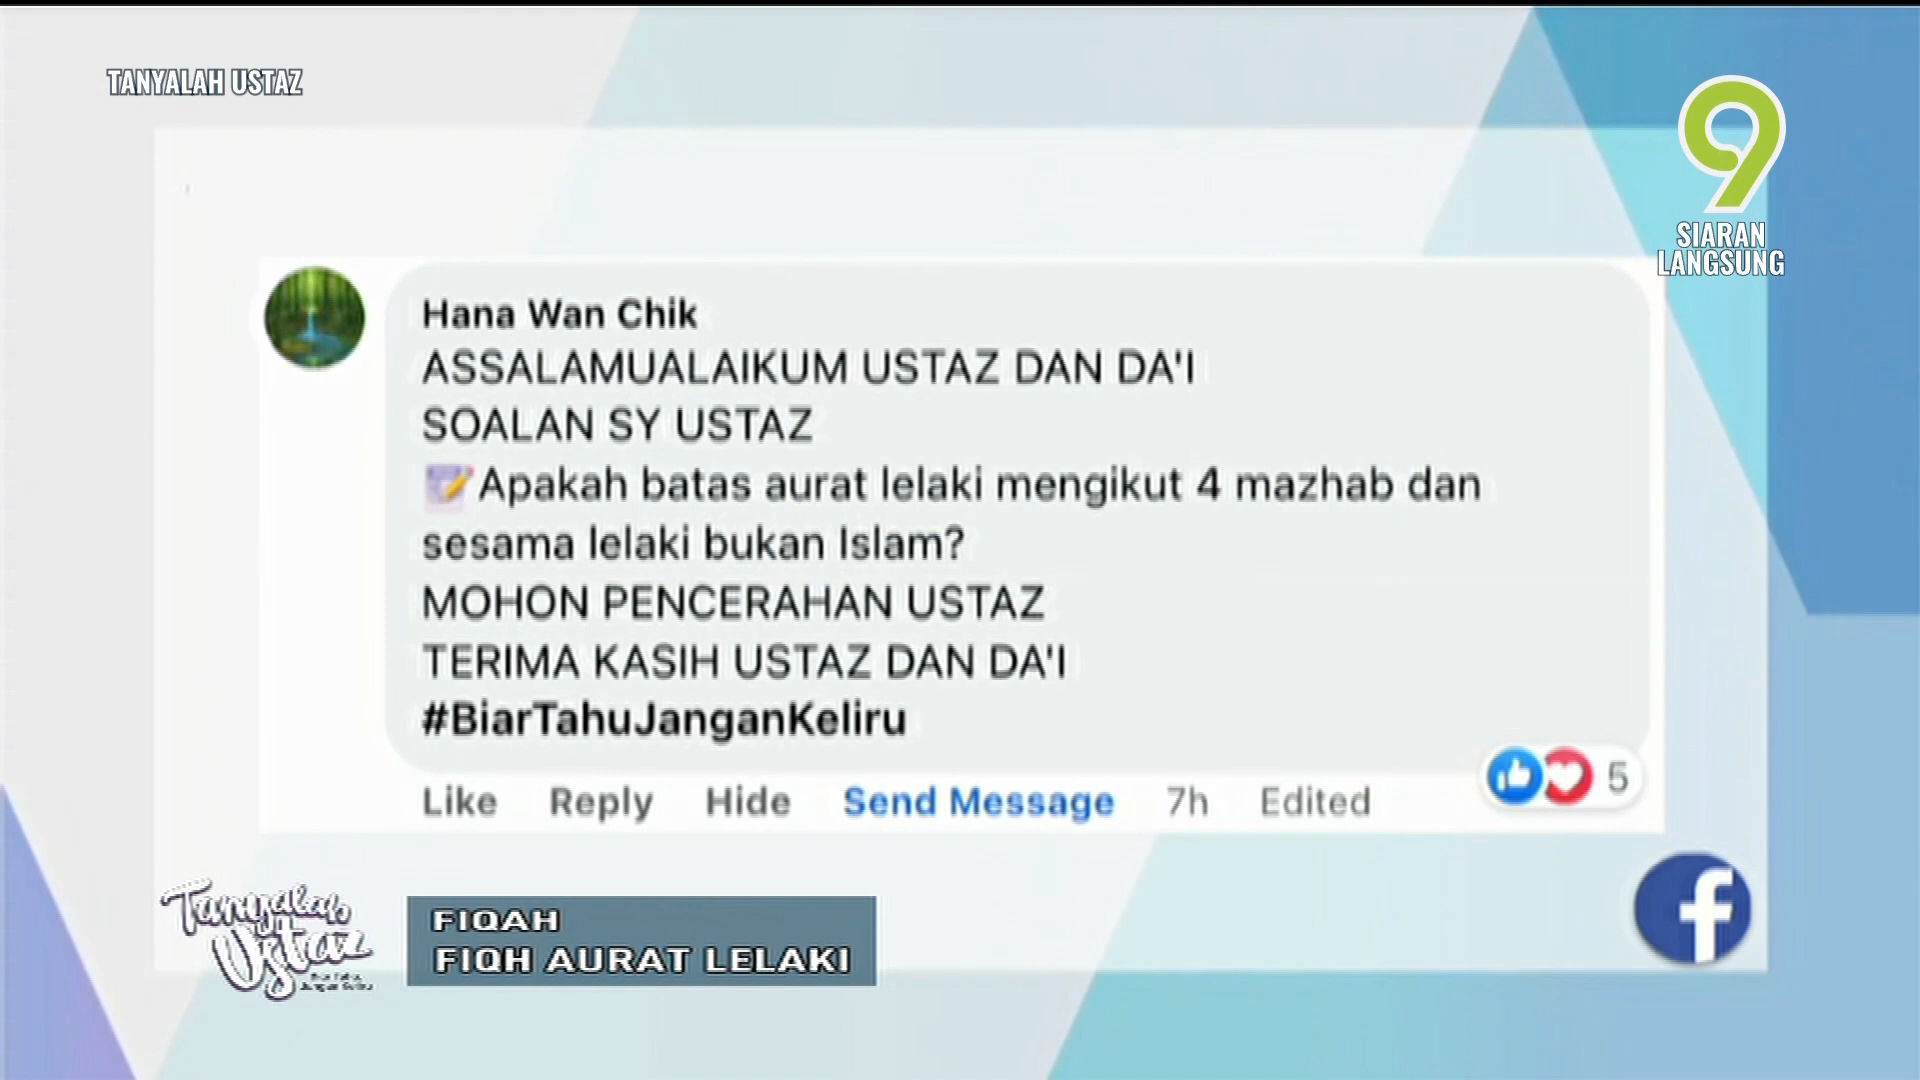 TANYALAH USTAZ
9
SIARAN
LANGSUNG
Hana Wan Chik
ASSALAMUALAIKUM USTAZ DAN DA'I
SOALAN SY USTAZ
📝Apakah batas aurat lelaki mengikut 4 mazhab dan
sesama lelaki bukan Islam?
MOHON PENCERAHAN USTAZ
TERIMA KASIH USTAZ DAN DA'I
#BiarTahuJanganKeliru
Like Reply Hide Send Message 7h Edited 5
Tanyalah
Ustaz
FIQAH
FIQH AURAT LELAKI
f